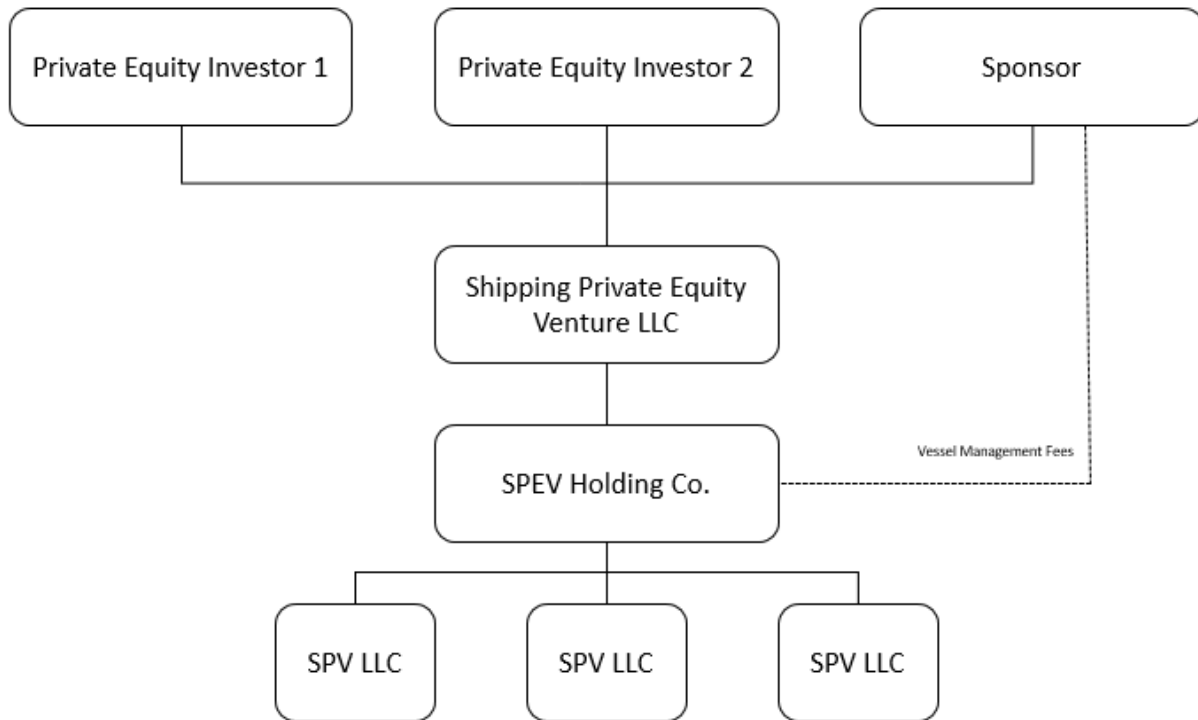 Private Equity Investor 1
Private Equity Investor 2
Sponsor
Shipping Private Equity
Venture LLC
Vessel Management Fees
SPEV Holding Co.
SPV LLC
SPV LLC
SPV LLC